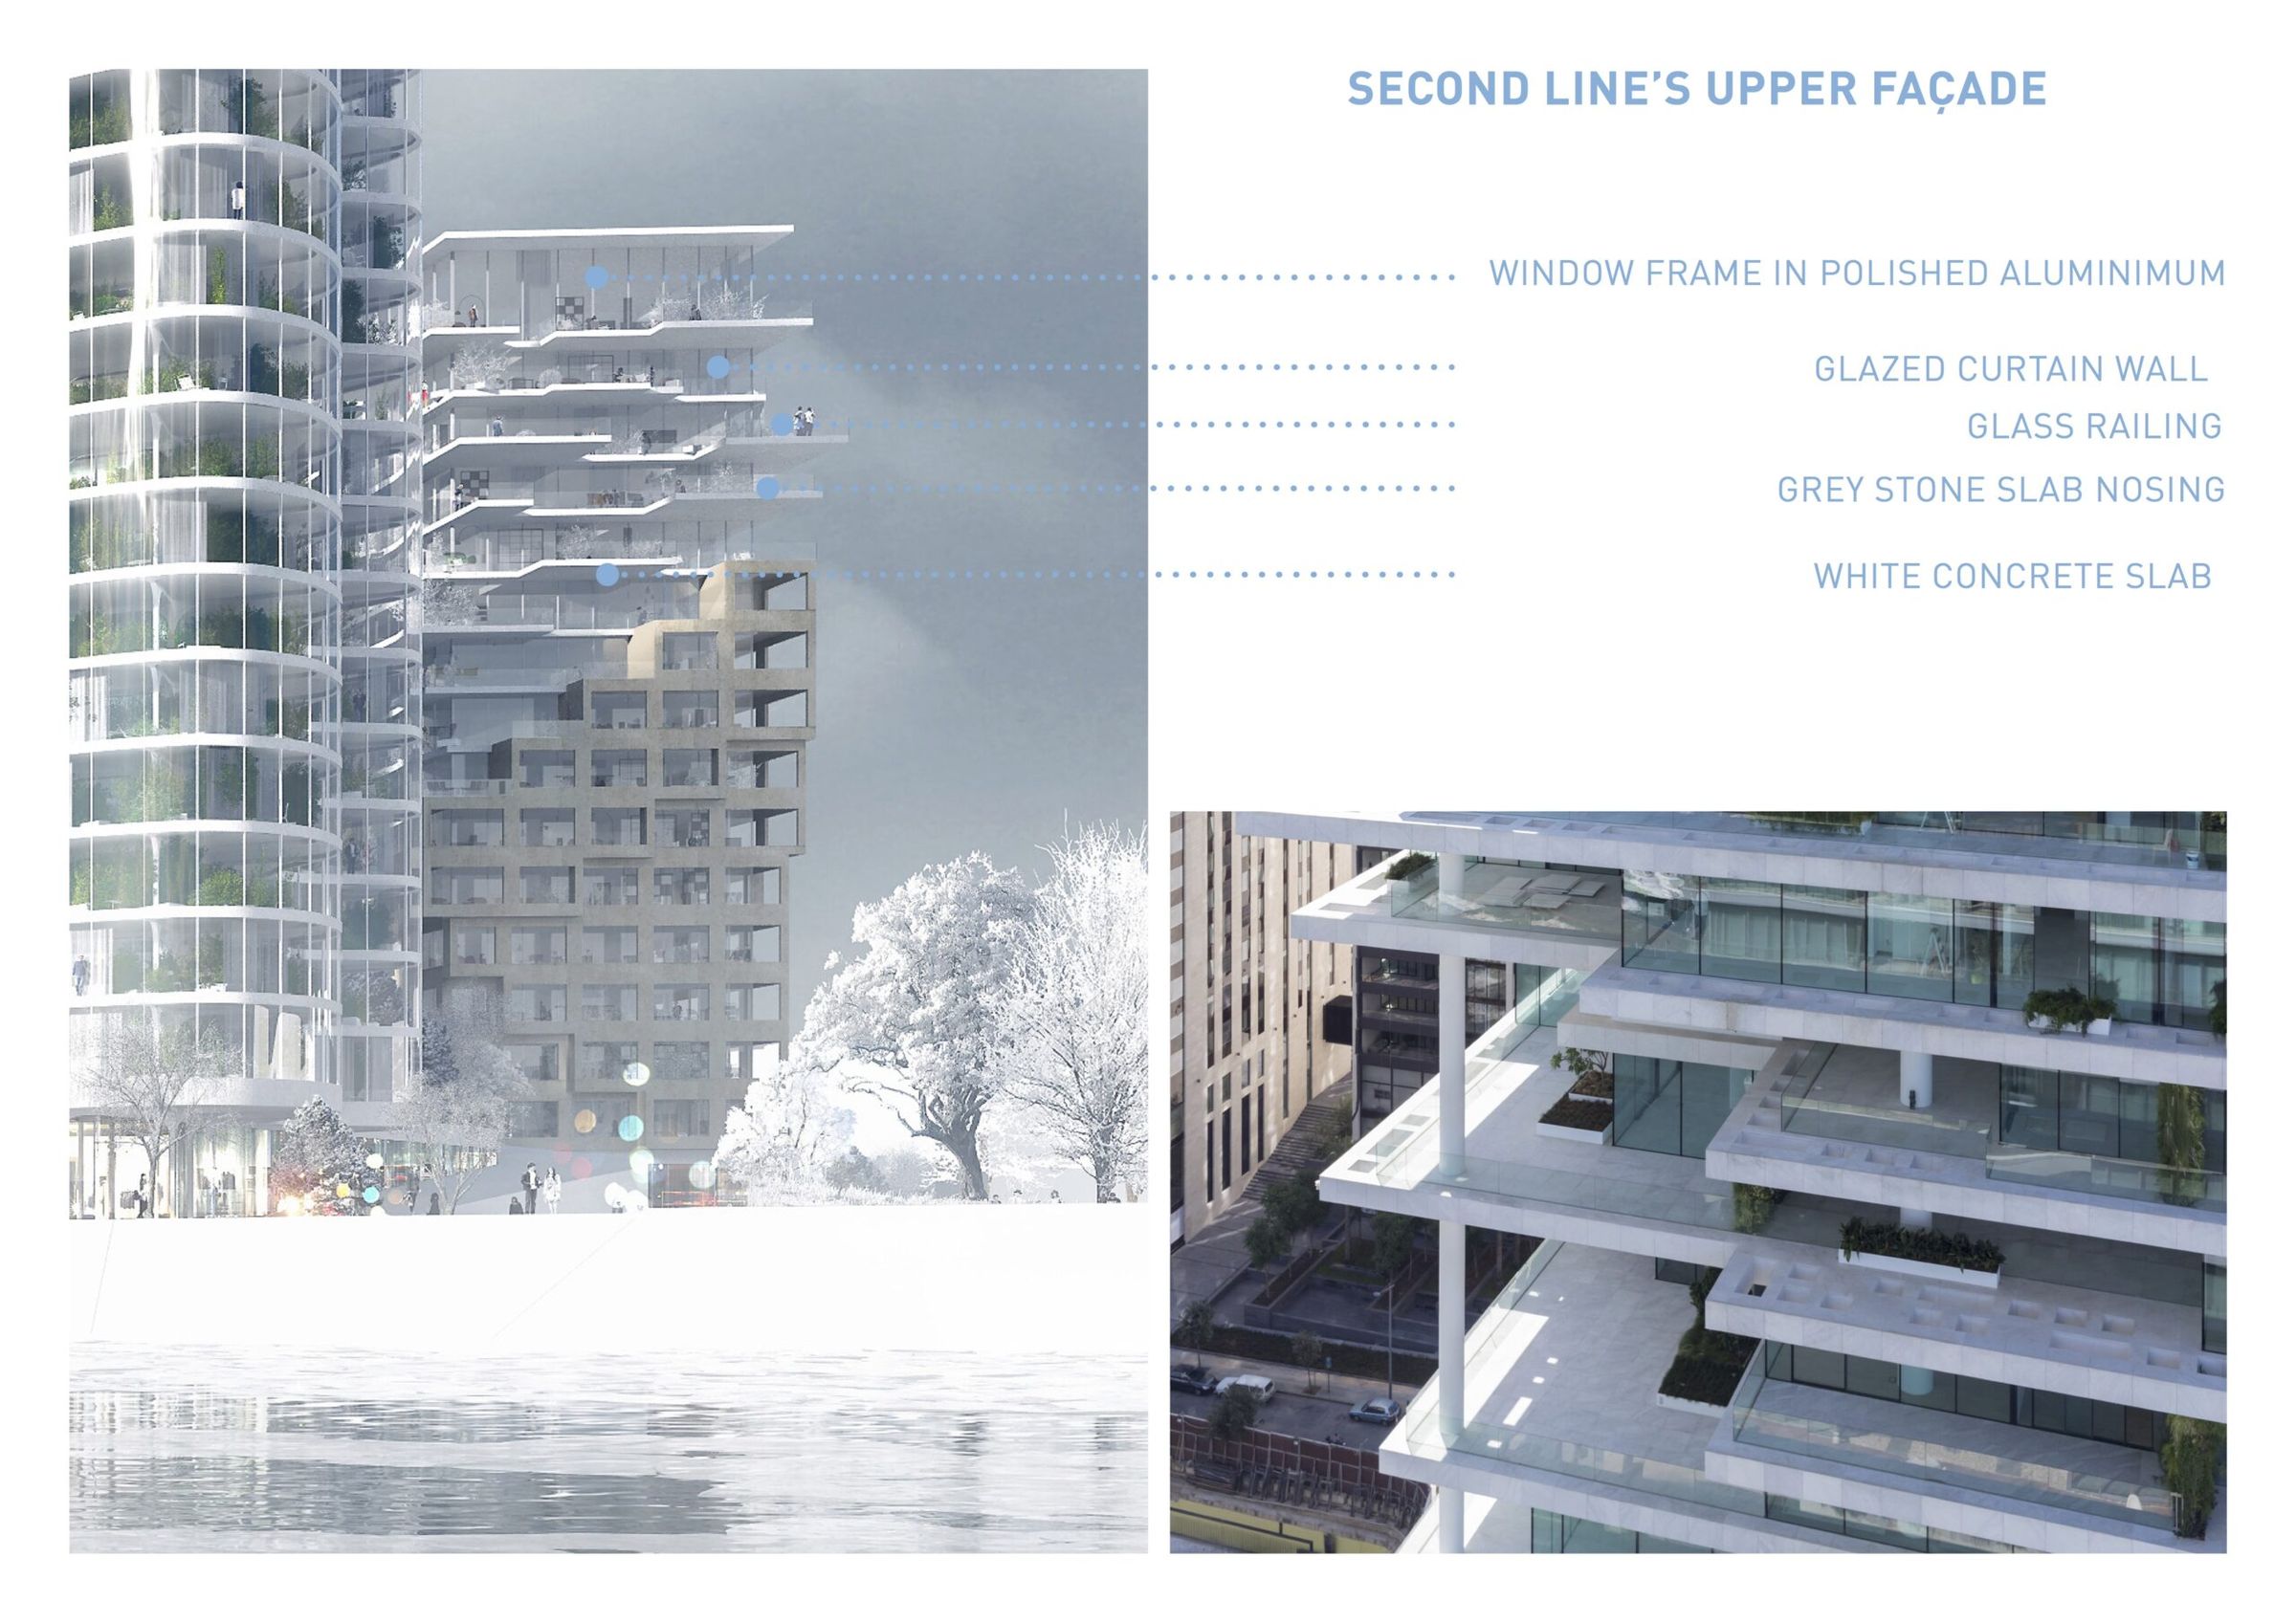 SECOND LINE'S UPPER FAÇADE
WINDOW FRAME IN POLISHED ALUMINIMUM
GLAZED CURTAIN WALL
GLASS RAILING
GREY STONE SLAB NOSING
WHITE CONCRETE SLAB